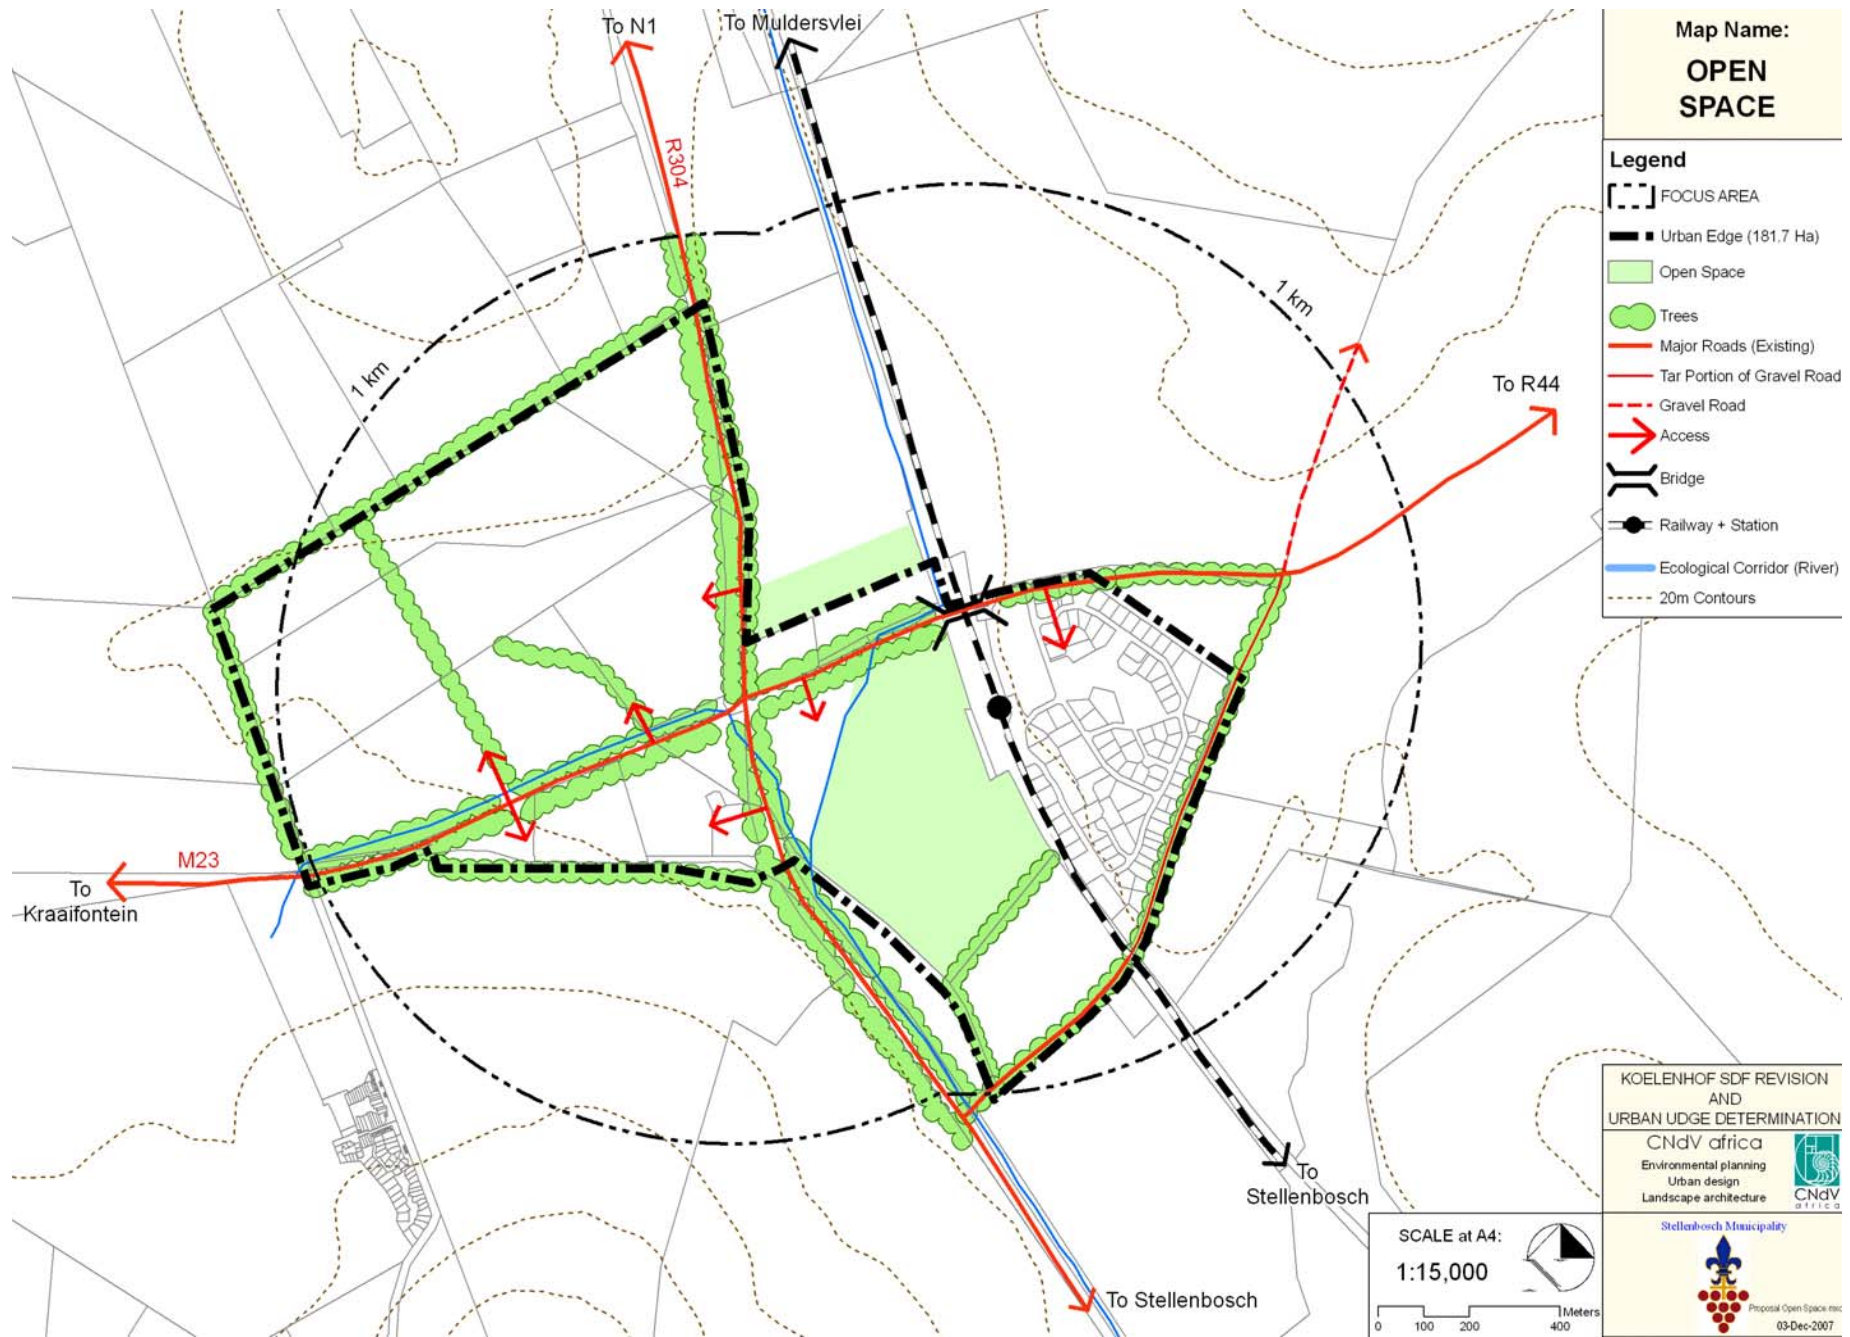 To N1
To Muldersvlei
R304
1 km
1 km
To R44
M23
To
Kraaifontein
To
Stellenbosch
To Stellenbosch
Map Name:
OPEN
SPACE
Legend
FOCUS AREA
Urban Edge (181.7 Ha)
Open Space
Trees
Major Roads (Existing)
Tar Portion of Gravel Road
Gravel Road
Access
Bridge
Railway + Station
Ecological Corridor (River)
20m Contours
KOELENHOF SDF REVISION
AND
URBAN UDGE DETERMINATION
CNdV africa
Environmental planning
Urban design
Landscape architecture
CNdV
africa
SCALE at A4:
1:15,000
Meters
0 100 200 400
Stellenbosch Municipality
Proposal Open Space
03-Dec-2007